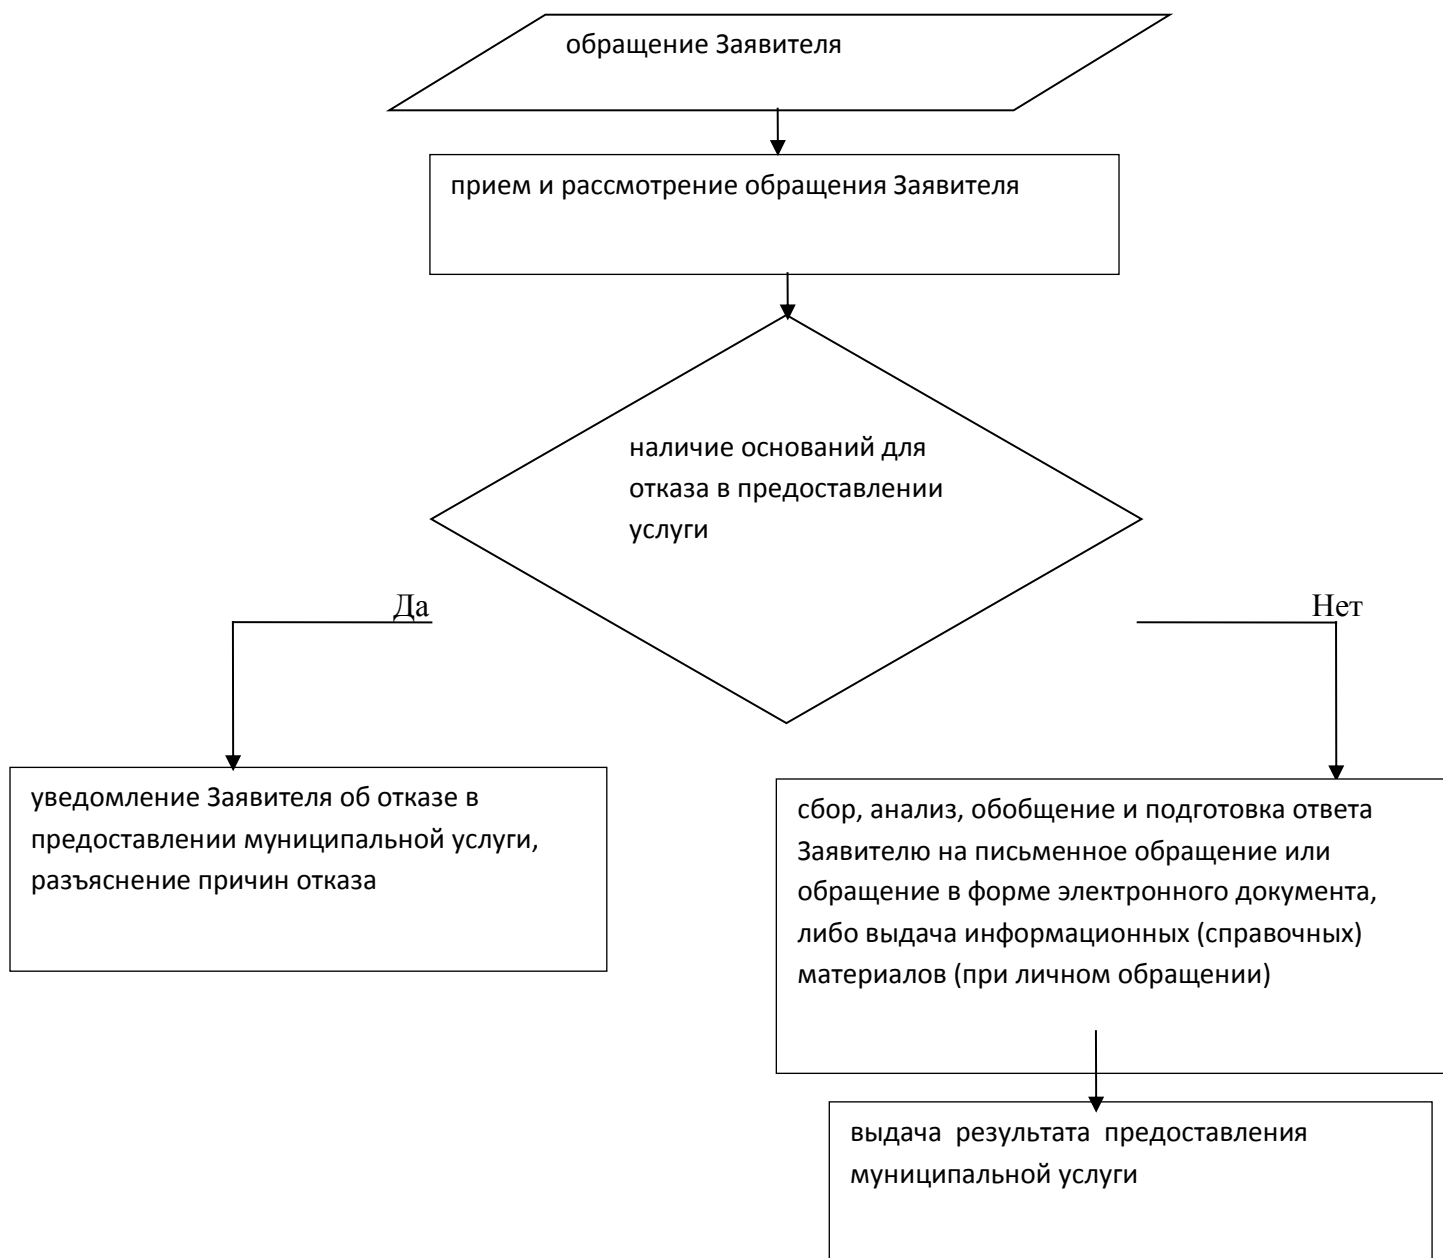 обращение Заявителя
прием и рассмотрение обращения Заявителя
наличие оснований для
отказа в предоставлении
услуги
Да
Нет
уведомление Заявителя об отказе в
предоставлении муниципальной услуги,
разъяснение причин отказа
сбор, анализ, обобщение и подготовка ответа
Заявителю на письменное обращение или
обращение в форме электронного документа,
либо выдача информационных (справочных)
материалов (при личном обращении)
выдача результата предоставления
муниципальной услуги